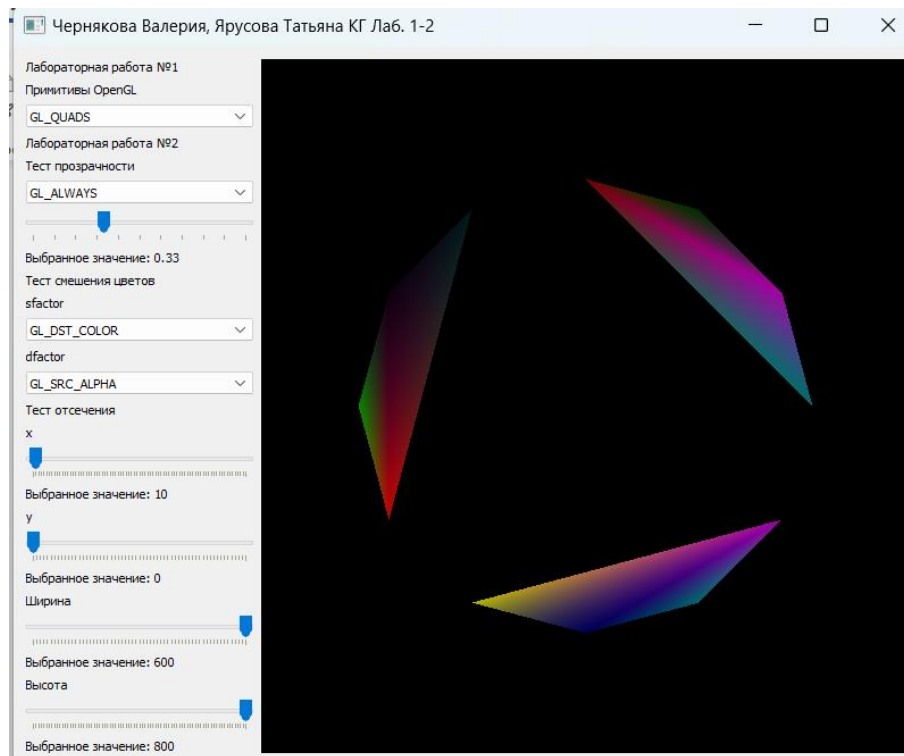 Чернякова Валерия, Ярусова Татьяна КГ Лаб. 1-2
Лабораторная работа №1
Примитивы OpenGL
GL_QUADS
Лабораторная работа №2
Тест прозрачности
GL_ALWAYS
Выбранное значение: 0.33
Тест смешения цветов
sfactor
GL_DST_COLOR
dfactor
GL_SRC_ALPHA
Тест отсечения
x
Выбранное значение: 10
y
Выбранное значение: 0
Ширина
Выбранное значение: 600
Высота
Выбранное значение: 800